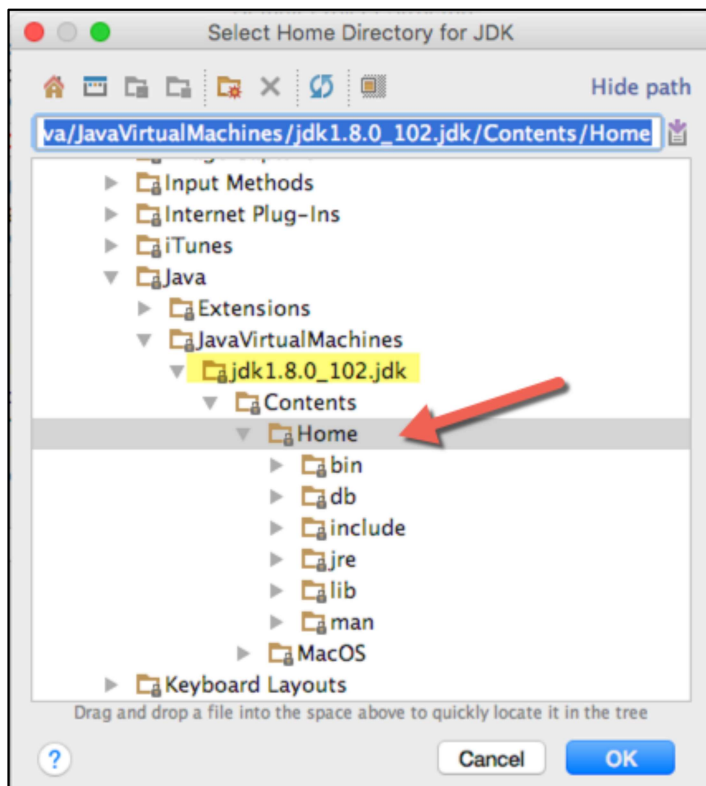 Select Home Directory for JDK
Hide path
va/JavaVirtualMachines/jdk1.8.0_102.jdk/Contents/Home
Input Methods
Internet Plug-Ins
iTunes
Java
Extensions
JavaVirtualMachines
jdk1.8.0_102.jdk
Contents
Home
bin
db
include
jre
lib
man
MacOS
Keyboard Layouts
Drag and drop a file into the space above to quickly locate it in the tree
?
Cancel
OK